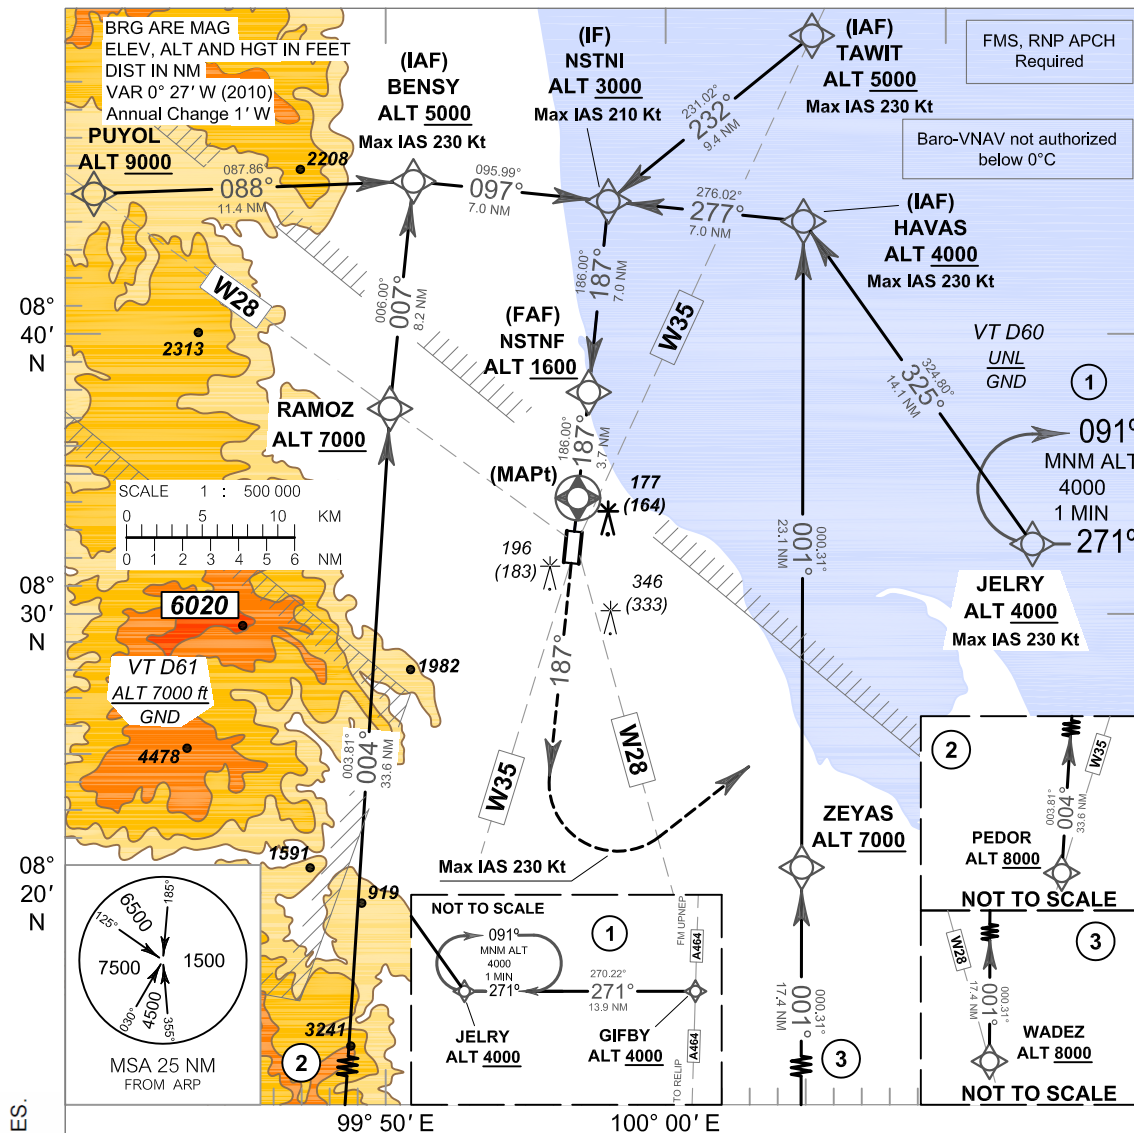 BRG ARE MAG
ELEV, ALT AND HGT IN FEET
DIST IN NM
VAR 0° 27′ W (2010)
Annual Change 1′ W
PUYOL
ALT 9000
2208
087.86°
088°
11.4 NM
(IAF)
BENSY
ALT 5000
Max IAS 230 Kt
095.99°
097°
7.0 NM
(IF)
NSTNI
ALT 3000
Max IAS 210 Kt
(IAF)
TAWIT
ALT 5000
Max IAS 230 Kt
231.02°
232°
9.4 NM
FMS, RNP APCH
Required
Baro-VNAV not authorized
below 0°C
276.02°
277°
7.0 NM
(IAF)
HAVAS
ALT 4000
Max IAS 230 Kt
W28
006.00°
007°
8.2 NM
186.00°
187°
7.0 NM
W35
08°
40′
N
2313
(FAF)
NSTNF
ALT 1600
VT D60
UNL
GND
1
324.80°
325°
14.1 NM
RAMOZ
ALT 7000
186.00°
187°
3.7 NM
091°
MNM ALT
4000
1 MIN
271°
(MAPt)
177
(164)
SCALE 1 : 500 000
0 5 10 KM
0 1 2 3 4 5 6 NM
196
(183)
346
(333)
000.31°
001°
23.1 NM
JELRY
ALT 4000
Max IAS 230 Kt
08°
30′
N
6020
VT D61
ALT 7000 ft
GND
1982
187°
4478
003.81°
004°
33.6 NM
W35
W28
2
003.81°
004°
33.6 NM
W35
PEDOR
ALT 8000
NOT TO SCALE
ZEYAS
ALT 7000
Max IAS 230 Kt
08°
20′
N
1591
919
185°
125°
6500
7500
1500
4500
030°
355°
MSA 25 NM
FROM ARP
3241
2
NOT TO SCALE
1
091°
MNM ALT
4000
1 MIN
271°
270.22°
271°
13.9 NM
FM UPNEP
A464
JELRY
ALT 4000
GIFBY
ALT 4000
A464
TO RELIP
000.31°
001°
17.4 NM
3
3
W28
000.31°
001°
17.4 NM
WADEZ
ALT 8000
NOT TO SCALE
99° 50′ E
100° 00′ E
ES.